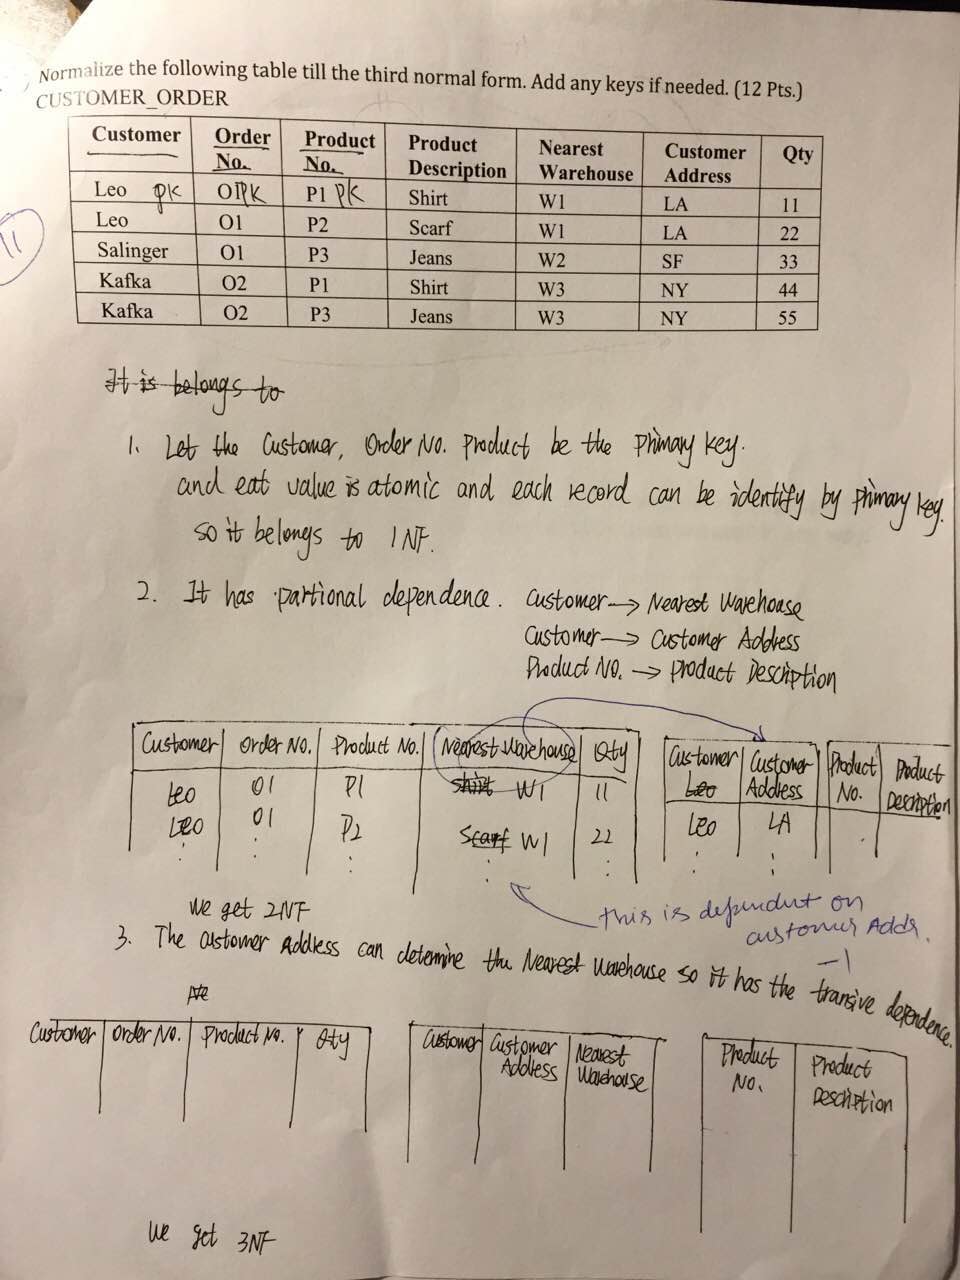 Normalize the following table till the third normal form. Add any keys if needed. (12 Pts.)
CUSTOMER_ORDER
Customer Order No. Product No. Product Description Nearest Warehouse Customer Address Qty
Leo pk O1 pk P1 pk Shirt W1 LA 11
Leo O1 P2 Scarf W1 LA 22
11
Salinger O1 P3 Jeans W2 SF 33
Kafka O2 P1 Shirt W3 NY 44
Kafka O2 P3 Jeans W3 NY 55
It is belongs to
1. Let the Customer, Order No. Product be the primary key.
and eat value is atomic and each record can be identify by primary key.
so it belongs to 1NF.
2. It has partional dependence. Customer → Nearest Warehouse
Customer → Customer Address
Product No. → Product Description
Customer Order No. Product No. Nearest Warehouse Qty
Leo O1 P1 shirt W1 11
Leo O1 P2 Scarf W1 22
Customer Leo Customer Address Product No. Product Description
Leo LA
we get 2NF
this is dependent on
customer Addr.
-1
3. The customer Address can determine the Nearest Warehouse so it has the transive dependence.
Customer Order No. Product No. Qty
Customer Customer Address Nearest Warehouse
Product No. Product Description
We get 3NF